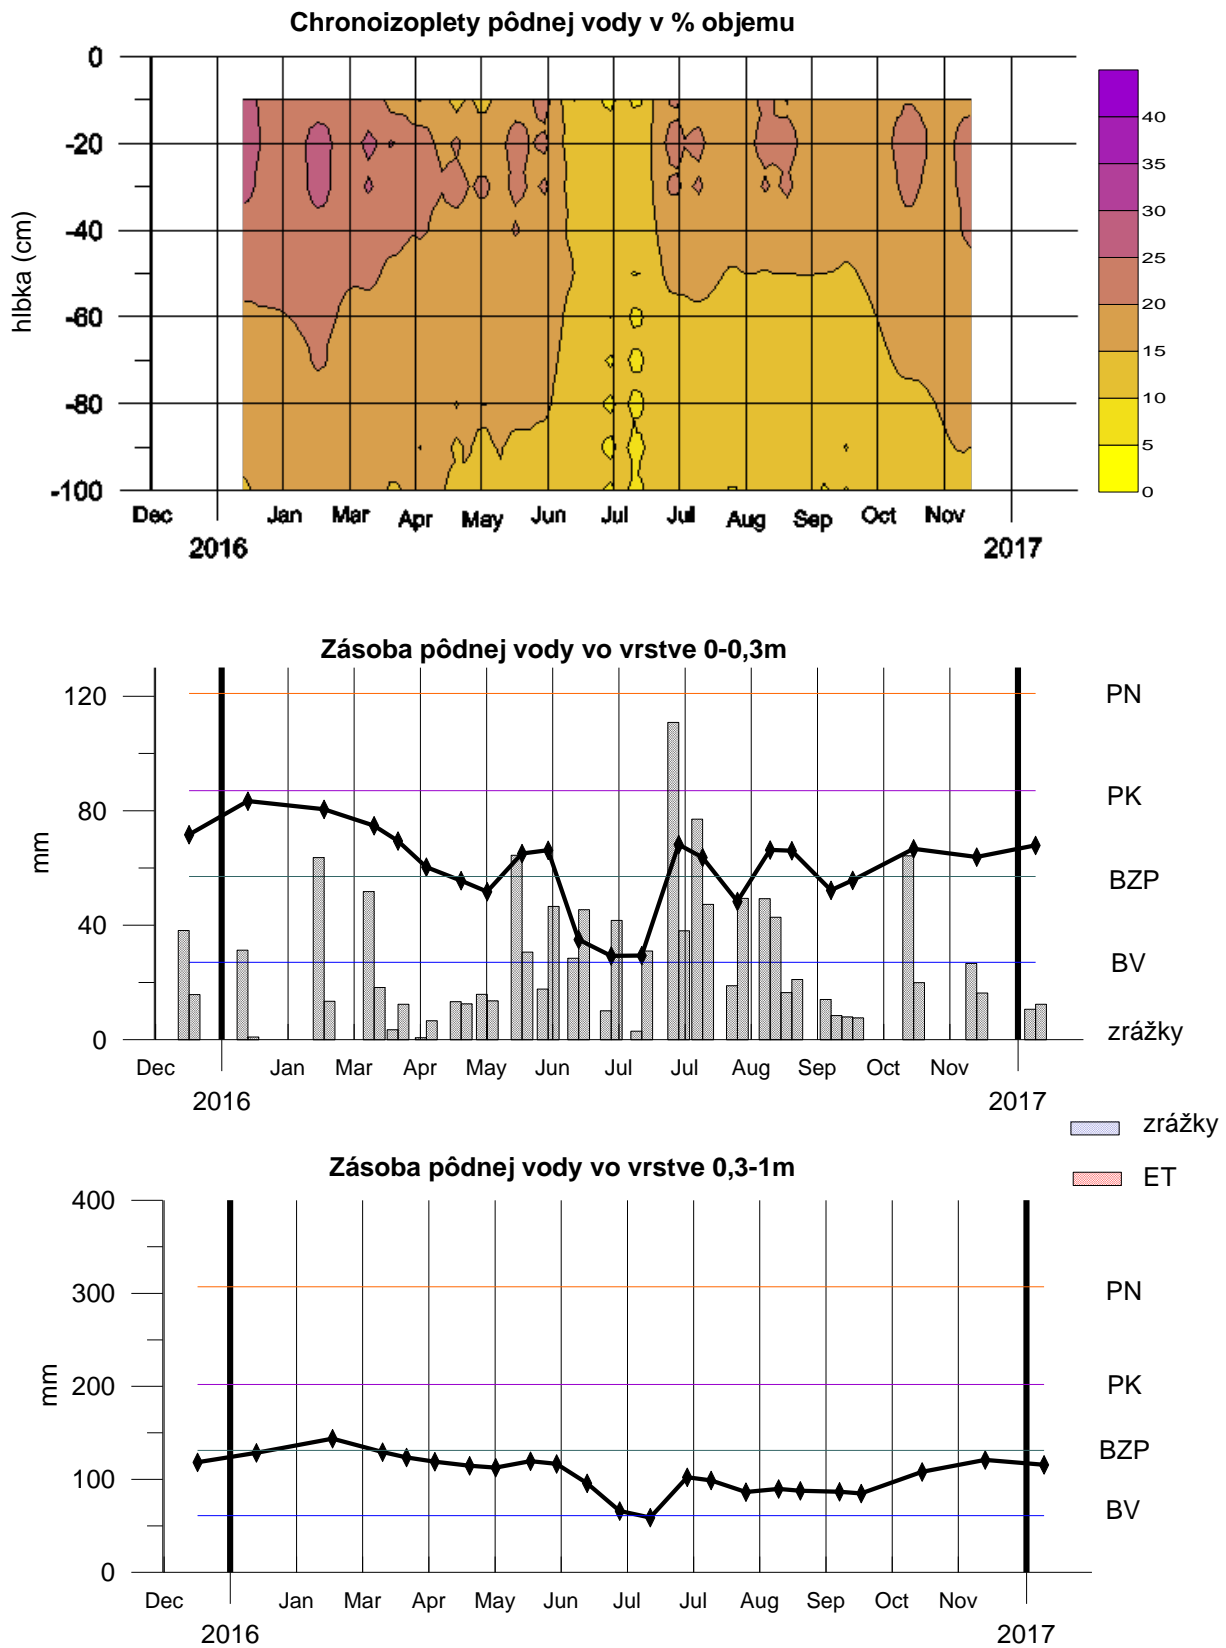 Chronoizoplety pôdnej vody v % objemu
0
-20
-40
-60
-80
-100
hlbka (cm)
Dec Jan Mar Apr May Jun Jul Jul Aug Sep Oct Nov
2016 2017
40
35
30
25
20
15
10
5
0
Zásoba pôdnej vody vo vrstve 0-0,3m
120
80
40
0
mm
PN
PK
BZP
BV
zrážky
Dec Jan Mar Apr May Jun Jul Jul Aug Sep Oct Nov
2016 2017
zrážky
ET
Zásoba pôdnej vody vo vrstve 0,3-1m
400
300
200
100
0
mm
PN
PK
BZP
BV
Dec Jan Mar Apr May Jun Jul Jul Aug Sep Oct Nov
2016 2017